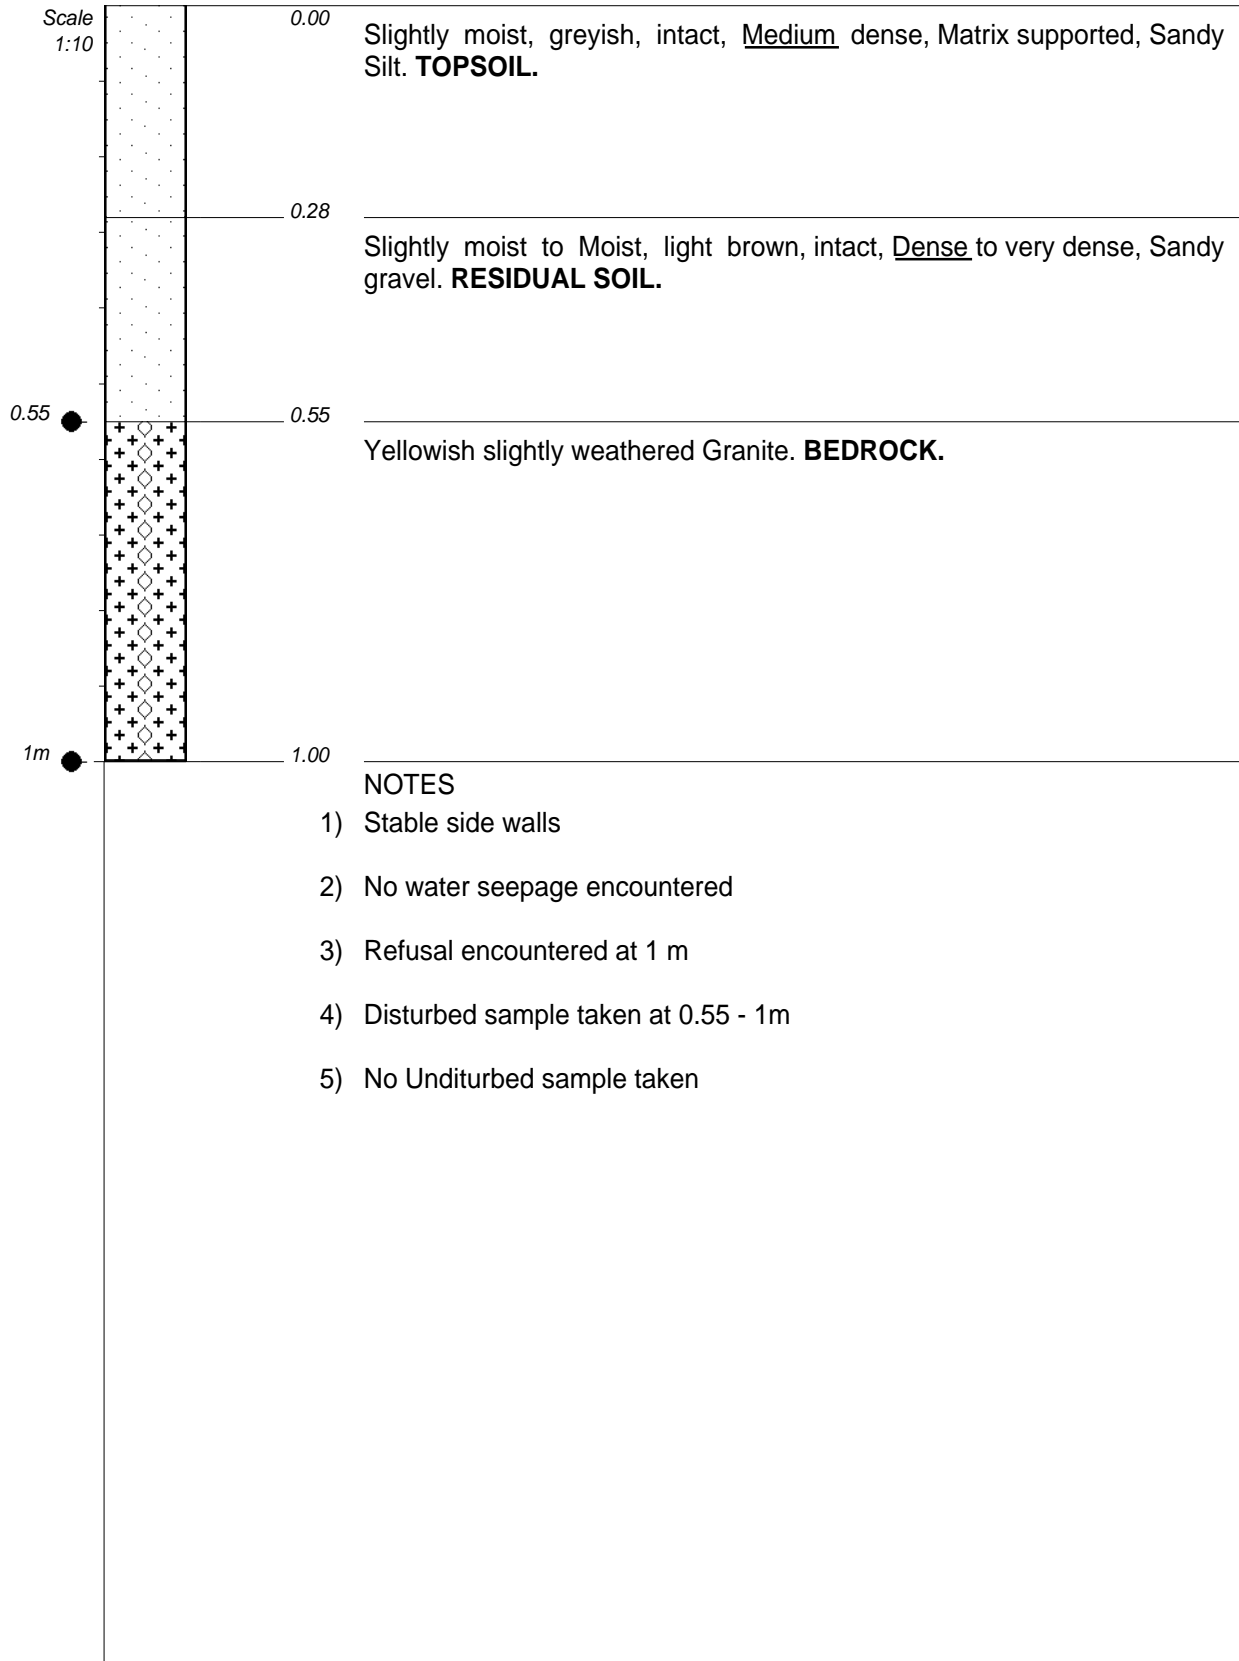 Scale
1:10
0.00
Slightly moist, greyish, intact, Medium dense, Matrix supported, Sandy
Silt. TOPSOIL.
0.28
Slightly moist to Moist, light brown, intact, Dense to very dense, Sandy
gravel. RESIDUAL SOIL.
0.55
0.55
Yellowish slightly weathered Granite. BEDROCK.
1m
1.00
NOTES
1) Stable side walls
2) No water seepage encountered
3) Refusal encountered at 1 m
4) Disturbed sample taken at 0.55 - 1m
5) No Unditurbed sample taken